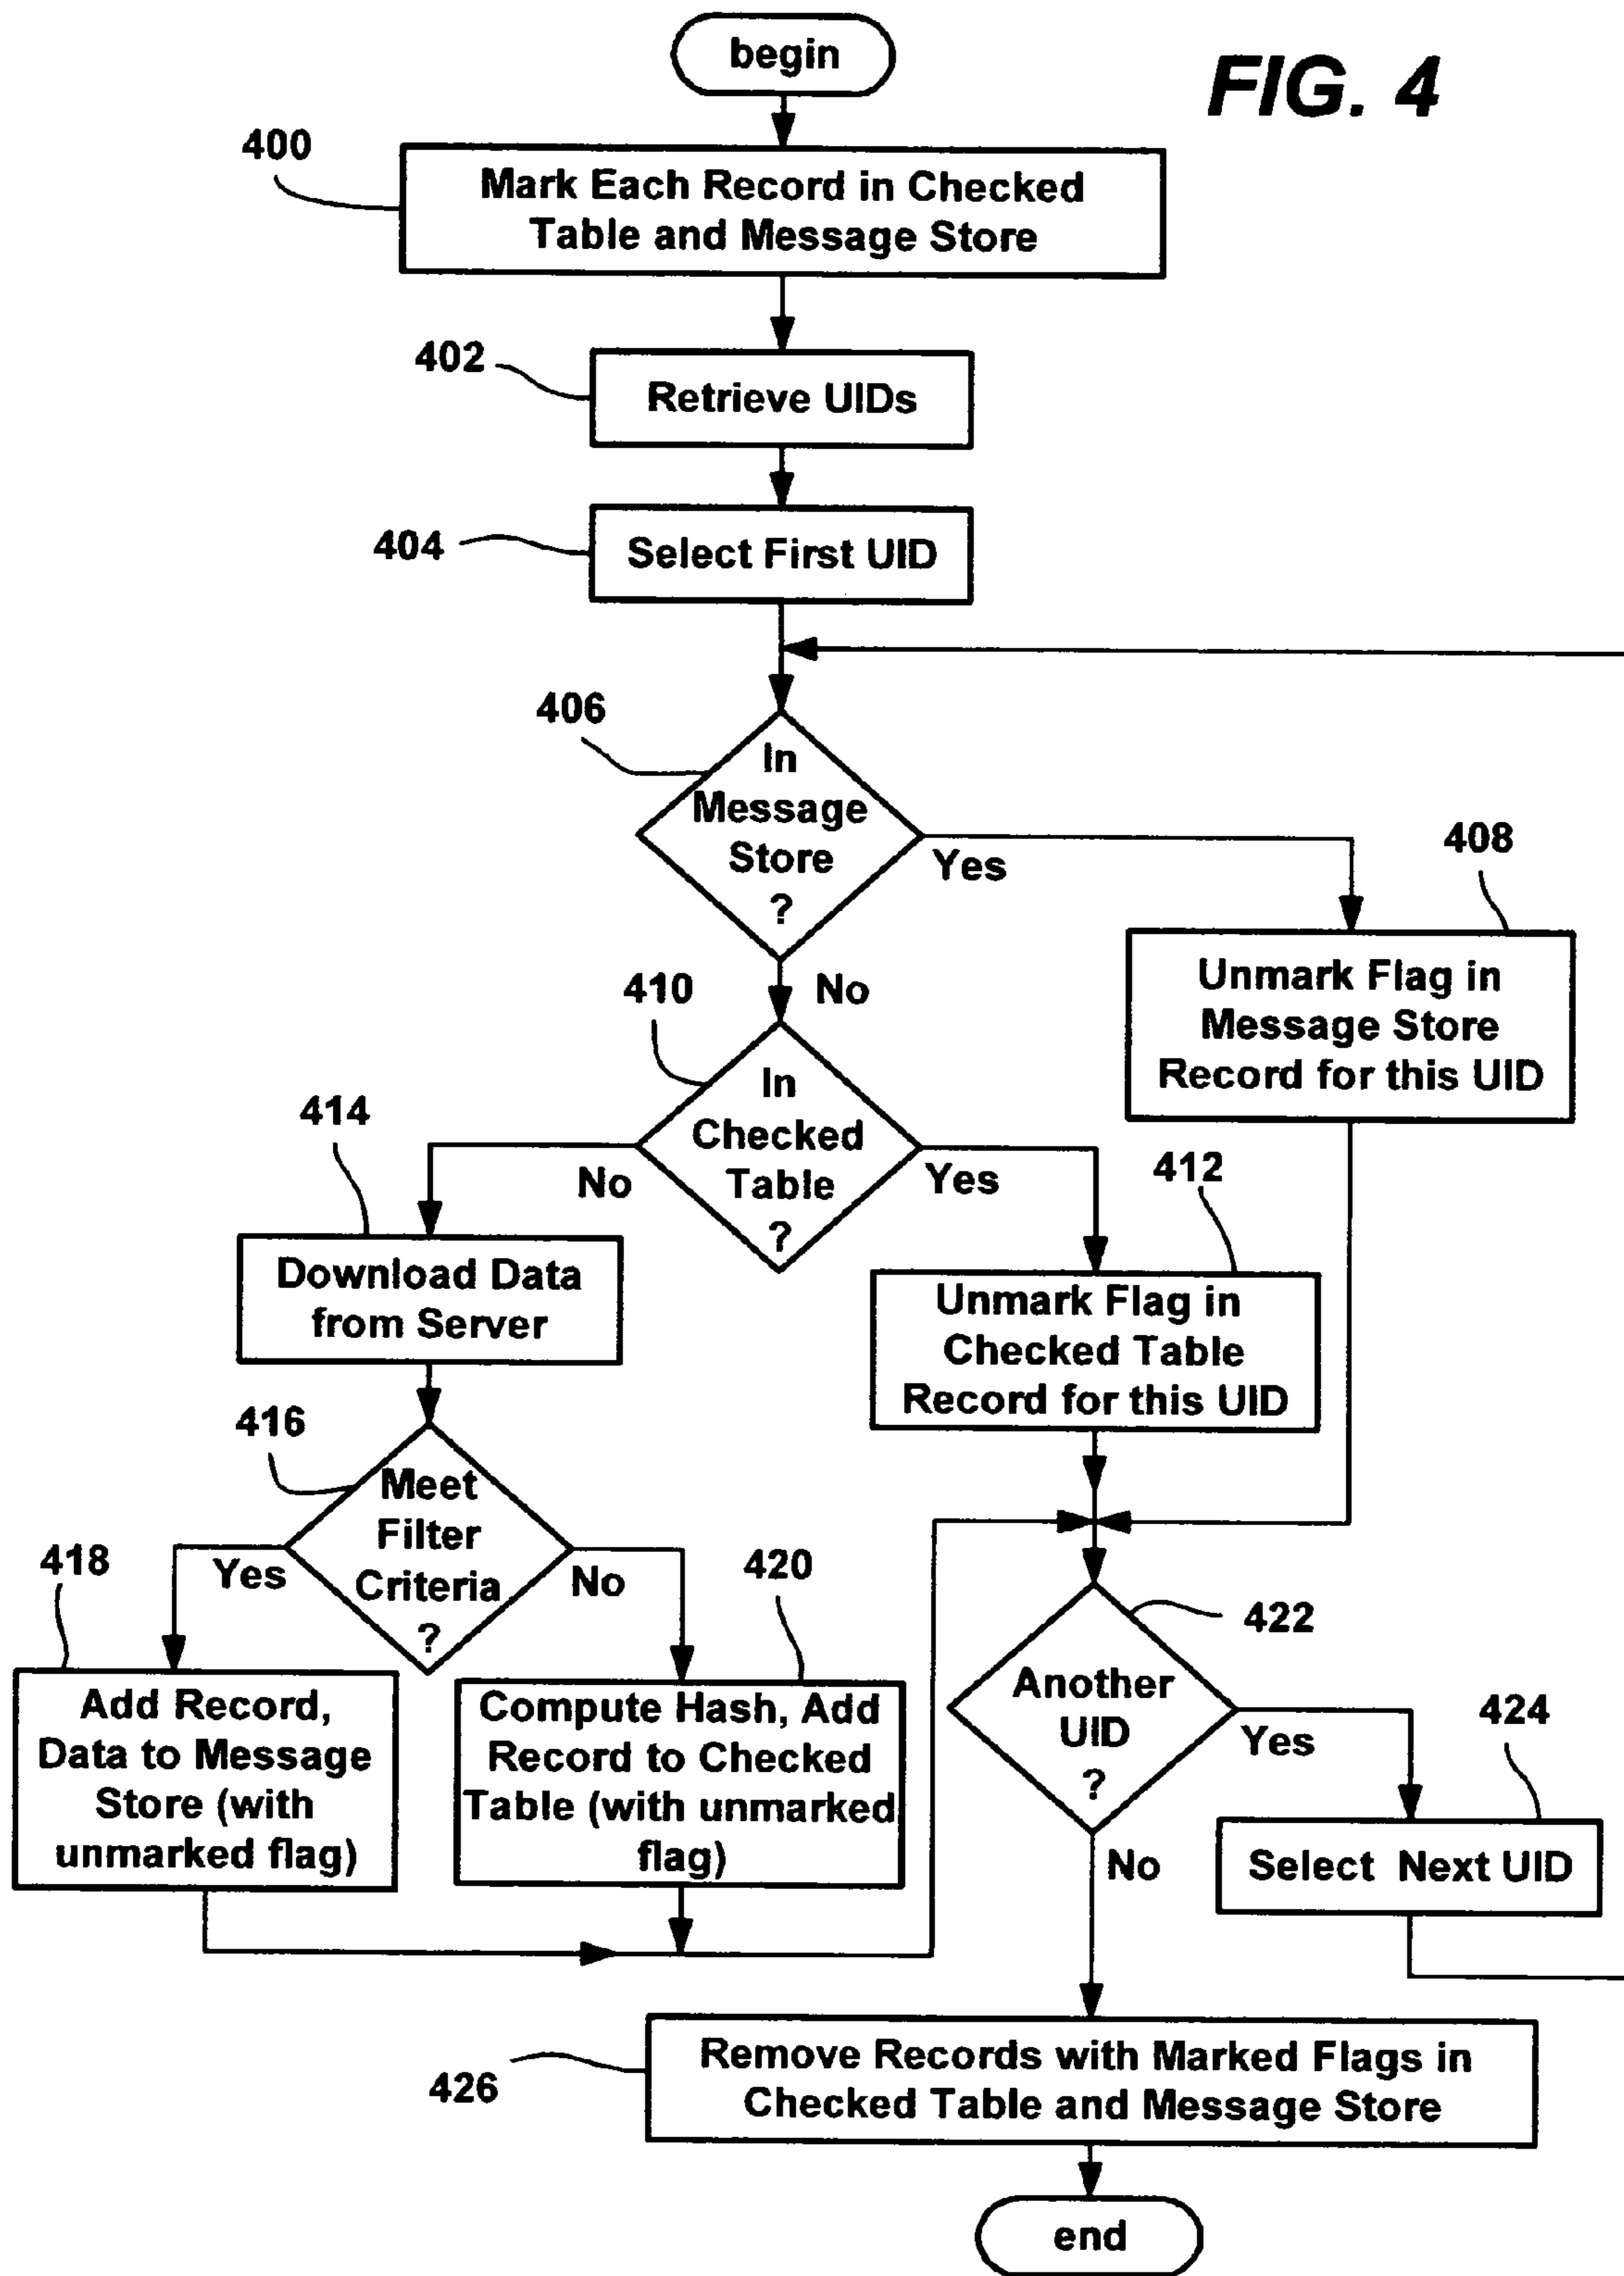 begin
FIG. 4
400
Mark Each Record in Checked
Table and Message Store
402
Retrieve UIDs
404
Select First UID
406
In
Message
Store
?
Yes
408
Unmark Flag in
Message Store
Record for this UID
No
410
In
Checked
Table
?
No
Yes
414
Download Data
from Server
412
Unmark Flag in
Checked Table
Record for this UID
416
Meet
Filter
Criteria
?
Yes
No
418
Add Record,
Data to Message
Store (with
unmarked flag)
420
Compute Hash, Add
Record to Checked
Table (with unmarked
flag)
422
Another
UID
?
Yes
No
424
Select Next UID
426
Remove Records with Marked Flags in
Checked Table and Message Store
end